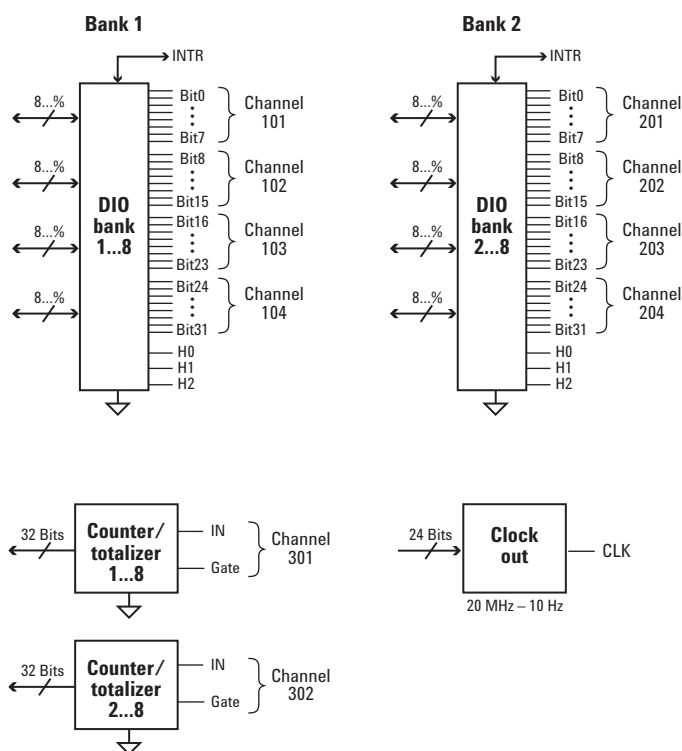 Bank 1
INTR
8...%
8...%
8...%
8...%
DIO
bank
1...8
Bit0
Bit7
Channel
101
Bit8
Bit15
Channel
102
Bit16
Bit23
Channel
103
Bit24
Bit31
Channel
104
H0
H1
H2
Bank 2
INTR
8...%
8...%
8...%
8...%
DIO
bank
2...8
Bit0
Bit7
Channel
201
Bit8
Bit15
Channel
202
Bit16
Bit23
Channel
203
Bit24
Bit31
Channel
204
H0
H1
H2
32 Bits
Counter/
totalizer
1...8
IN
Gate
Channel
301
24 Bits
Clock
out
CLK
20 MHz – 10 Hz
32 Bits
Counter/
totalizer
2...8
IN
Gate
Channel
302